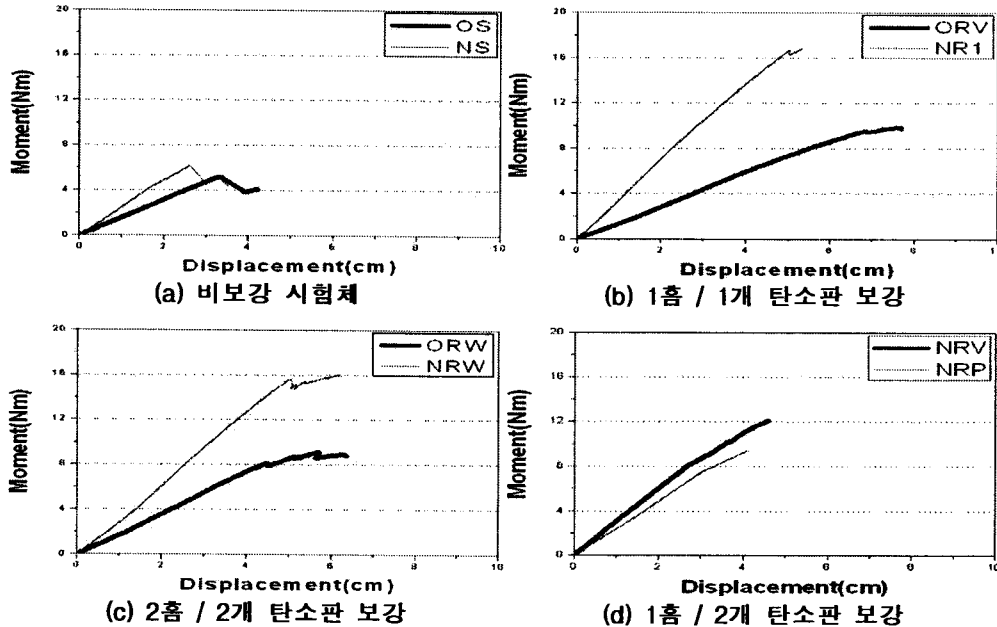 20
16
12
8
4
0
Moment(Nm)
OS
NS
0 2 4 6 8 10
Displacement(cm)
(a) 비보강 시험체
20
16
12
8
4
0
Moment(Nm)
ORV
NR1
0 2 4 6 8 10
Displacement(cm)
(b) 1홈 / 1개 탄소판 보강
20
16
12
8
4
0
Moment(Nm)
ORW
NRW
0 2 4 6 8 10
Displacement(cm)
(c) 2홈 / 2개 탄소판 보강
20
16
12
8
4
0
Moment(Nm)
NRV
NRP
0 2 4 6 8 10
Displacement(cm)
(d) 1홈 / 2개 탄소판 보강